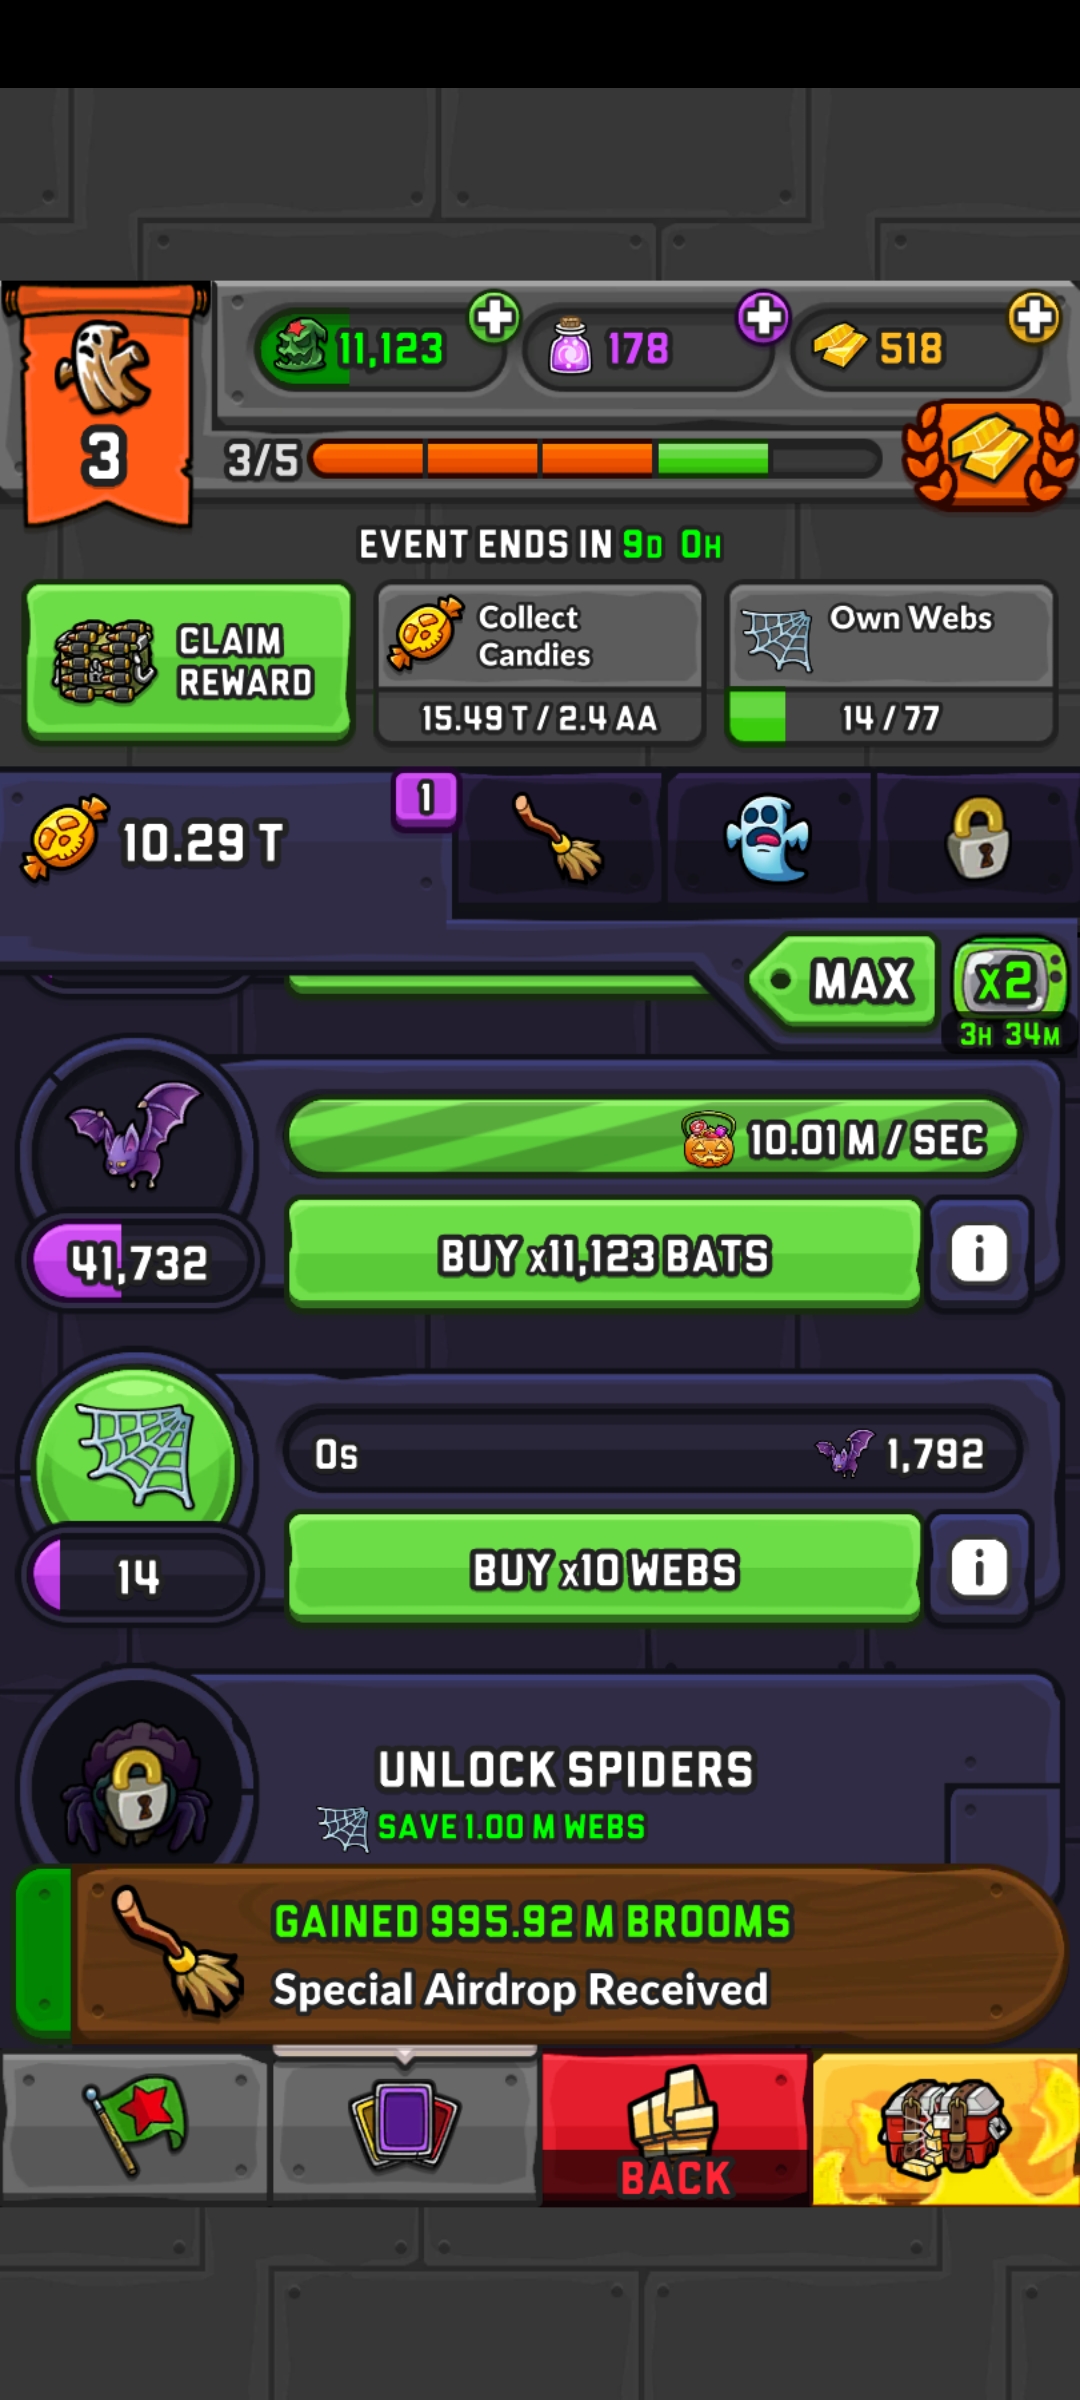 11,123
178
518
3
3/5
EVENT ENDS IN 9D 0H
CLAIM
REWARD
Collect
Candies
15.49 T / 2.4 AA
Own Webs
14 / 77
10.29 T
1
MAX
x2
3H 34M
10.01 M / SEC
41,732
BUY x11,123 BATS
i
0s
1,792
14
BUY x10 WEBS
i
UNLOCK SPIDERS
SAVE 1.00 M WEBS
GAINED 995.92 M BROOMS
Special Airdrop Received
BACK